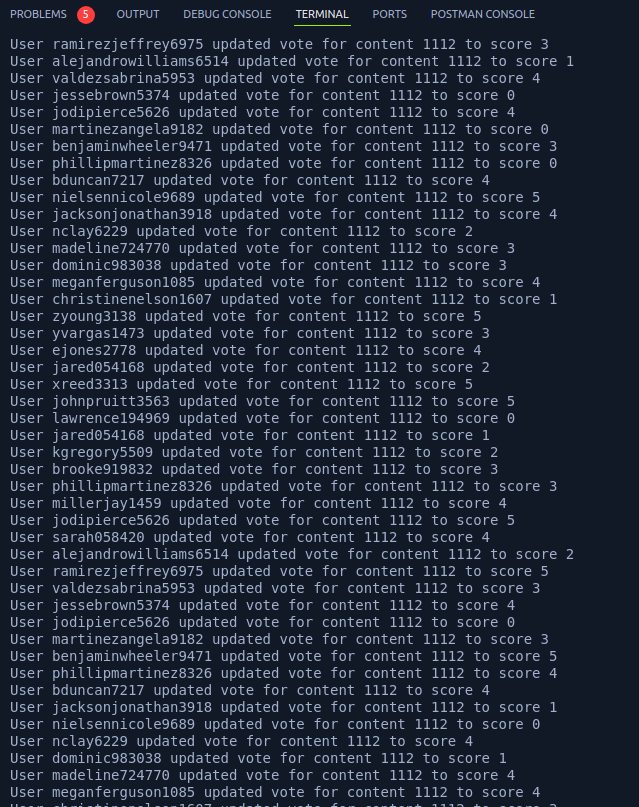 PROBLEMS 5 OUTPUT DEBUG CONSOLE TERMINAL PORTS POSTMAN CONSOLE
User ramirezjeffrey6975 updated vote for content 1112 to score 3
User alejandrowilliams6514 updated vote for content 1112 to score 1
User valdezsabrina5953 updated vote for content 1112 to score 4
User jessebrown5374 updated vote for content 1112 to score 0
User jodipierce5626 updated vote for content 1112 to score 4
User martinezangela9182 updated vote for content 1112 to score 0
User benjaminwheeler9471 updated vote for content 1112 to score 3
User phillipmartinez8326 updated vote for content 1112 to score 0
User bduncan7217 updated vote for content 1112 to score 4
User nielsennicole9689 updated vote for content 1112 to score 5
User jacksonjonathan3918 updated vote for content 1112 to score 4
User nclay6229 updated vote for content 1112 to score 2
User madeline724770 updated vote for content 1112 to score 3
User dominic983038 updated vote for content 1112 to score 3
User meganferguson1085 updated vote for content 1112 to score 4
User christinenelson1607 updated vote for content 1112 to score 1
User zyoung3138 updated vote for content 1112 to score 5
User yvargas1473 updated vote for content 1112 to score 3
User ejones2778 updated vote for content 1112 to score 4
User jared054168 updated vote for content 1112 to score 2
User xreed3313 updated vote for content 1112 to score 5
User johnpruitt3563 updated vote for content 1112 to score 5
User lawrence194969 updated vote for content 1112 to score 0
User jared054168 updated vote for content 1112 to score 1
User kgregory5509 updated vote for content 1112 to score 2
User brooke919832 updated vote for content 1112 to score 3
User phillipmartinez8326 updated vote for content 1112 to score 3
User millerjay1459 updated vote for content 1112 to score 4
User jodipierce5626 updated vote for content 1112 to score 5
User sarah058420 updated vote for content 1112 to score 4
User alejandrowilliams6514 updated vote for content 1112 to score 2
User ramirezjeffrey6975 updated vote for content 1112 to score 5
User valdezsabrina5953 updated vote for content 1112 to score 3
User jessebrown5374 updated vote for content 1112 to score 4
User jodipierce5626 updated vote for content 1112 to score 0
User martinezangela9182 updated vote for content 1112 to score 3
User benjaminwheeler9471 updated vote for content 1112 to score 5
User phillipmartinez8326 updated vote for content 1112 to score 4
User bduncan7217 updated vote for content 1112 to score 4
User jacksonjonathan3918 updated vote for content 1112 to score 1
User nielsennicole9689 updated vote for content 1112 to score 0
User nclay6229 updated vote for content 1112 to score 4
User dominic983038 updated vote for content 1112 to score 1
User madeline724770 updated vote for content 1112 to score 4
User meganferguson1085 updated vote for content 1112 to score 4